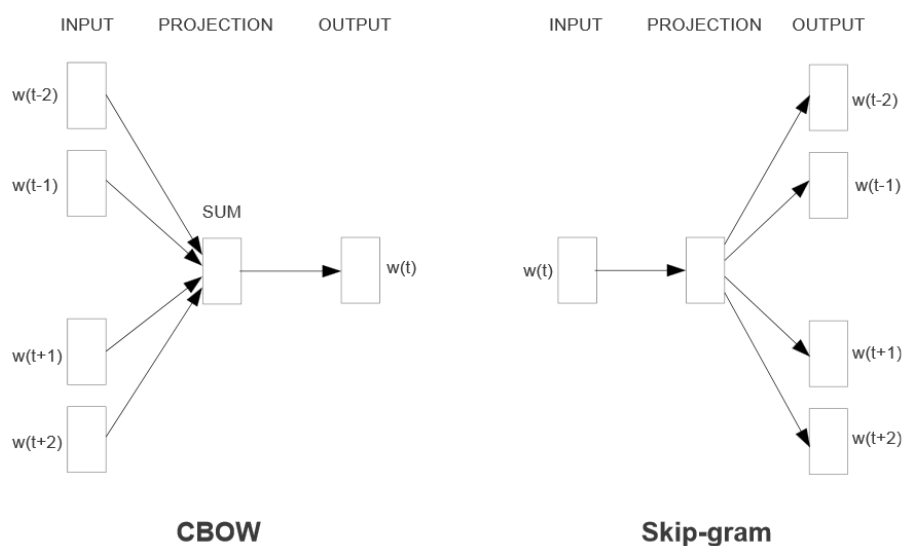 INPUT PROJECTION OUTPUT
w(t-2)
w(t-1)
SUM
w(t)
w(t+1)
w(t+2)
CBOW
INPUT PROJECTION OUTPUT
w(t-2)
w(t-1)
w(t)
w(t+1)
w(t+2)
Skip-gram